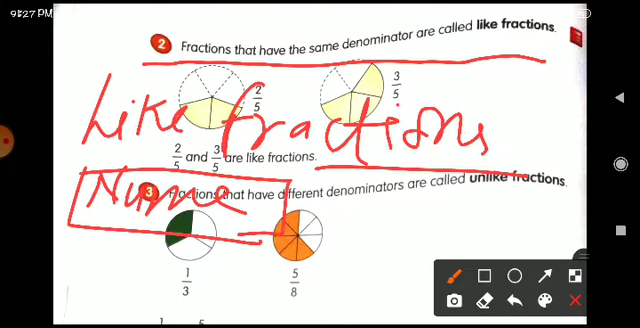 9:27 PM
2 Fractions that have the same denominator are called like fractions.
2/5
3/5
Like fractions
2/5 and 3/5 are like fractions.
3 Fractions that have different denominators are called unlike fractions.
Nume
1/3
5/8